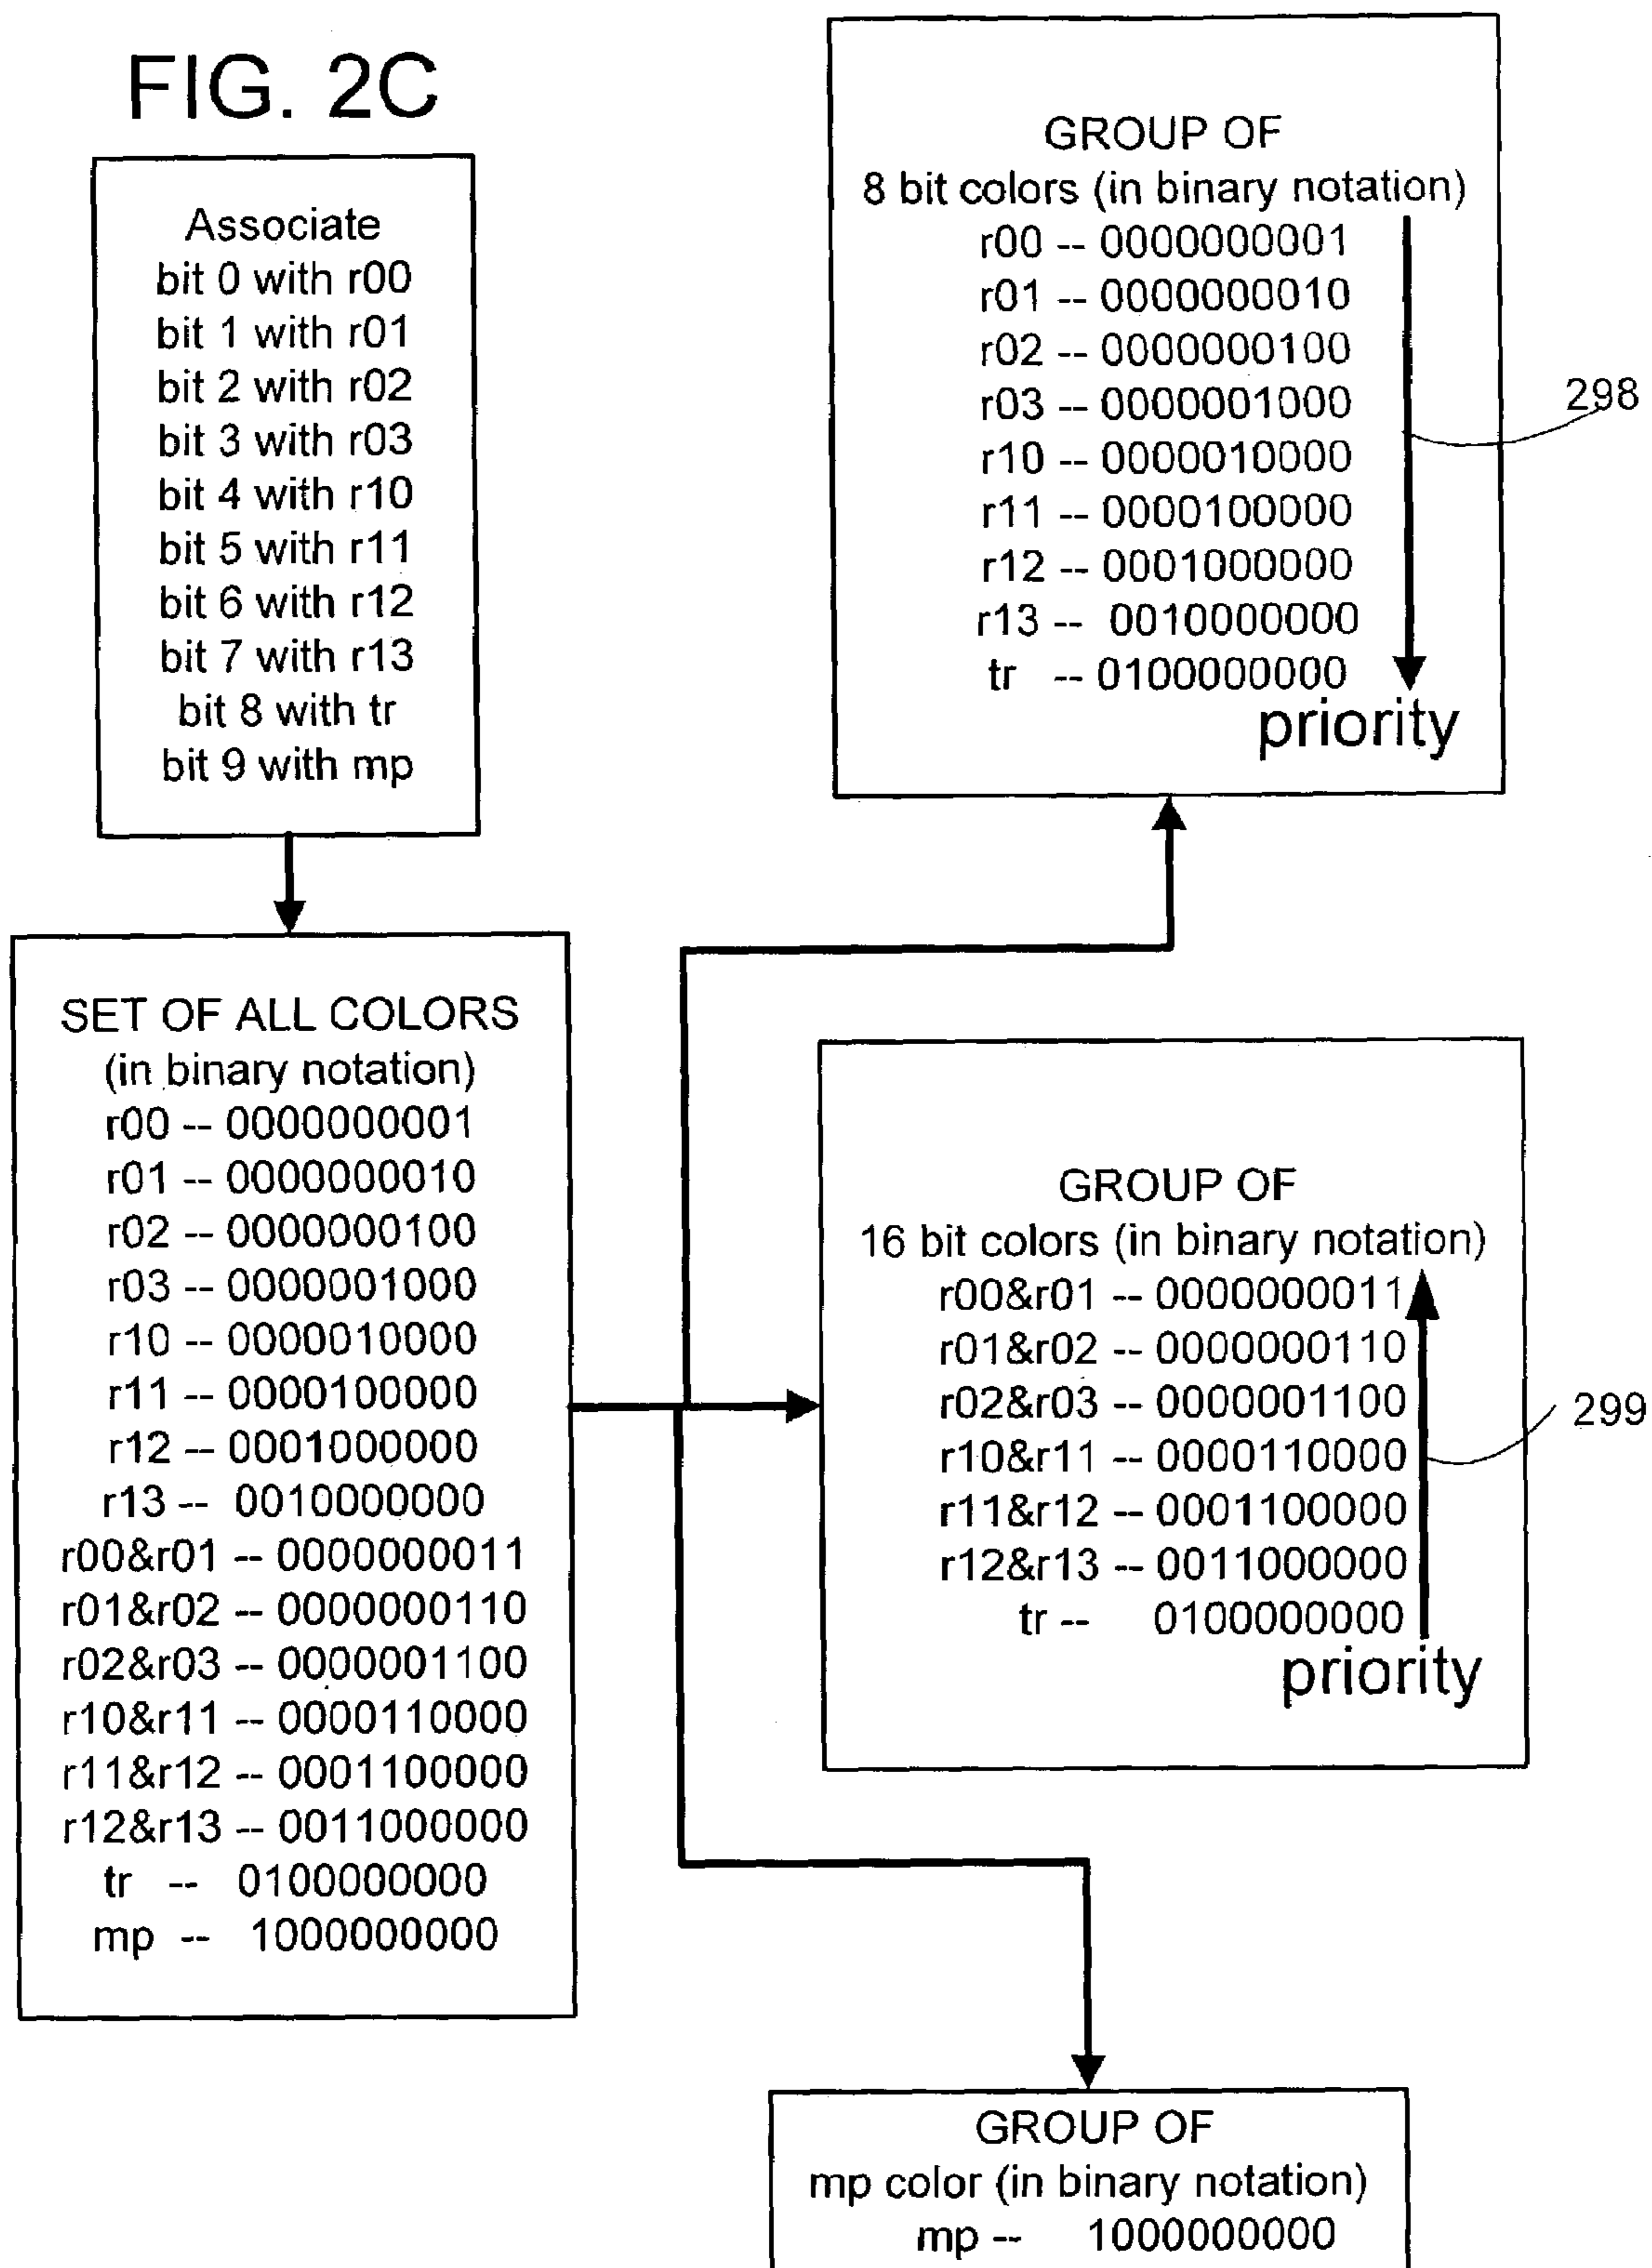 FIG. 2C
Associate
bit 0 with r00
bit 1 with r01
bit 2 with r02
bit 3 with r03
bit 4 with r10
bit 5 with r11
bit 6 with r12
bit 7 with r13
bit 8 with tr
bit 9 with mp
SET OF ALL COLORS
(in binary notation)
r00 -- 0000000001
r01 -- 0000000010
r02 -- 0000000100
r03 -- 0000001000
r10 -- 0000010000
r11 -- 0000100000
r12 -- 0001000000
r13 -- 0010000000
r00&r01 -- 0000000011
r01&r02 -- 0000000110
r02&r03 -- 0000001100
r10&r11 -- 0000110000
r11&r12 -- 0001100000
r12&r13 -- 0011000000
tr -- 0100000000
mp -- 1000000000
GROUP OF
8 bit colors (in binary notation)
r00 -- 0000000001
r01 -- 0000000010
r02 -- 0000000100
r03 -- 0000001000
r10 -- 0000010000
r11 -- 0000100000
r12 -- 0001000000
r13 -- 0010000000
tr -- 0100000000
priority
298
GROUP OF
16 bit colors (in binary notation)
r00&r01 -- 0000000011
r01&r02 -- 0000000110
r02&r03 -- 0000001100
r10&r11 -- 0000110000
r11&r12 -- 0001100000
r12&r13 -- 0011000000
tr -- 0100000000
priority
299
GROUP OF
mp color (in binary notation)
mp -- 1000000000